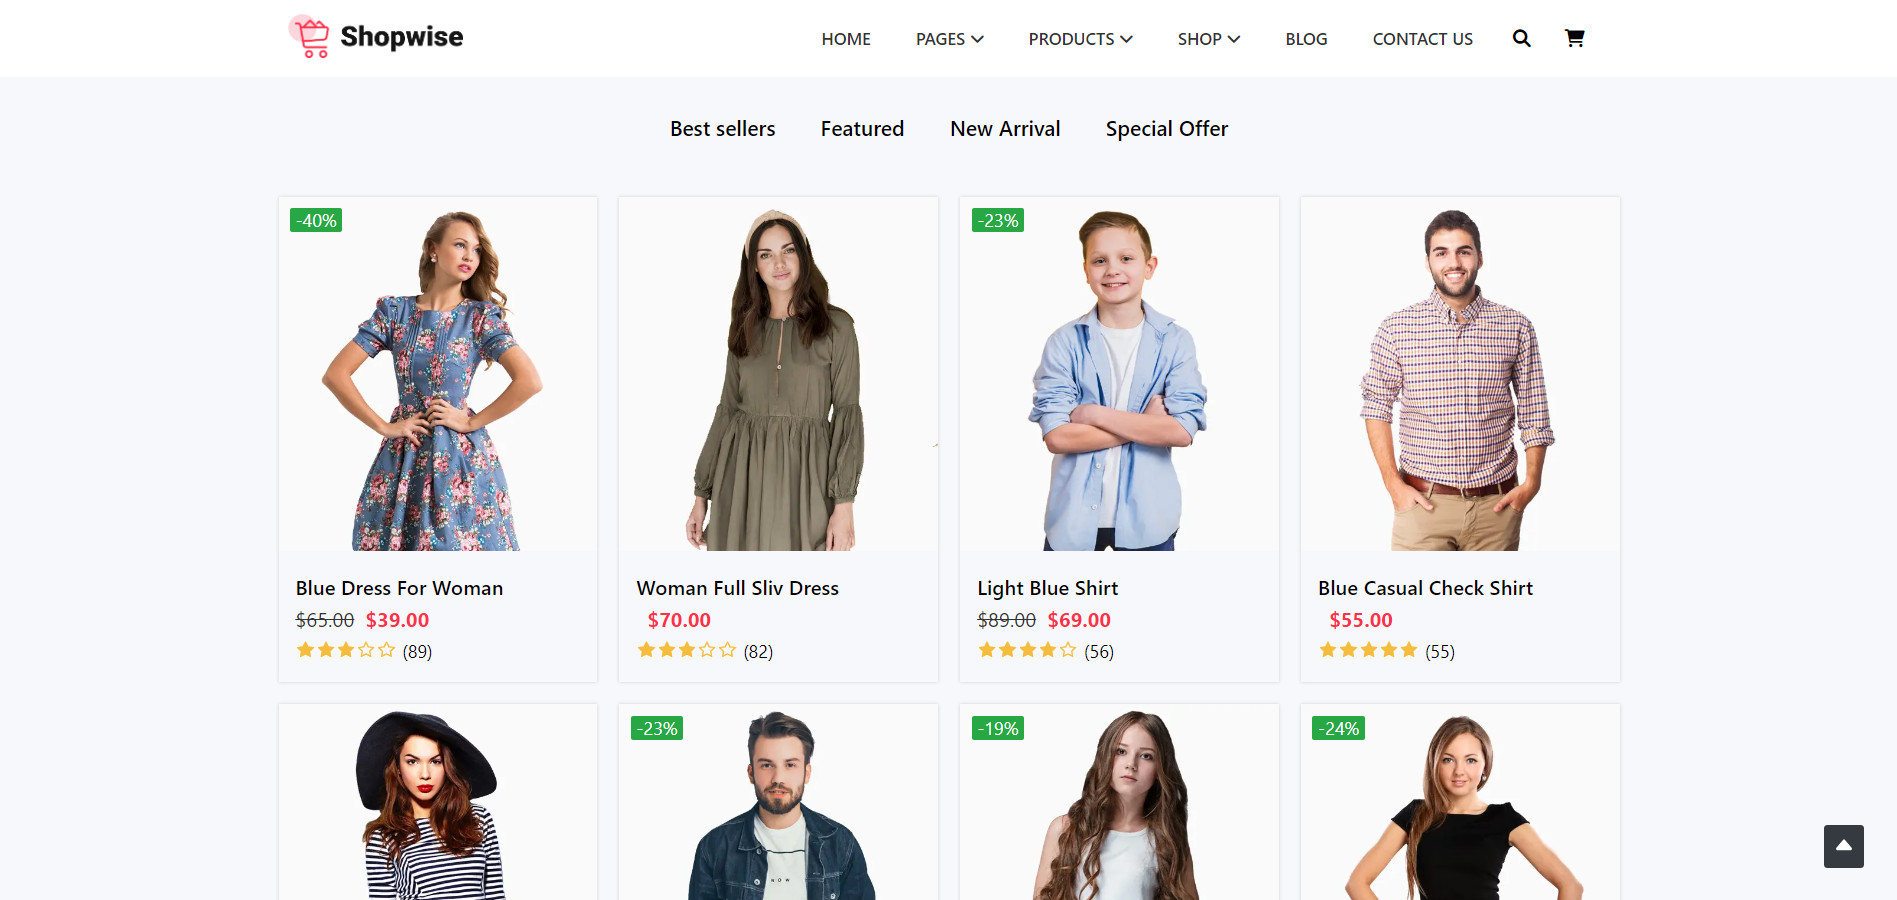 Shopwise
HOME PAGES PRODUCTS SHOP BLOG CONTACT US
Best sellers Featured New Arrival Special Offer
-40%
-23%
Blue Dress For Woman
$65.00 $39.00
(89)
Woman Full Sliv Dress
$70.00
(82)
Light Blue Shirt
$89.00 $69.00
(56)
Blue Casual Check Shirt
$55.00
(55)
-23%
-19%
-24%
NOW